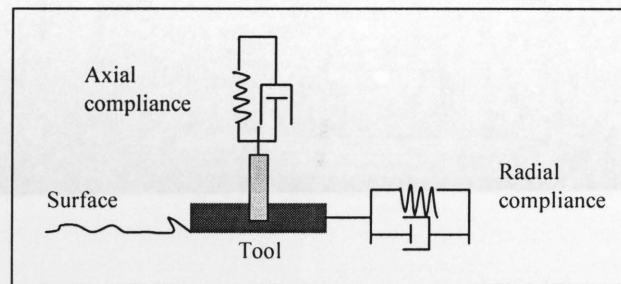 Axial
compliance
Radial
compliance
Surface
Tool